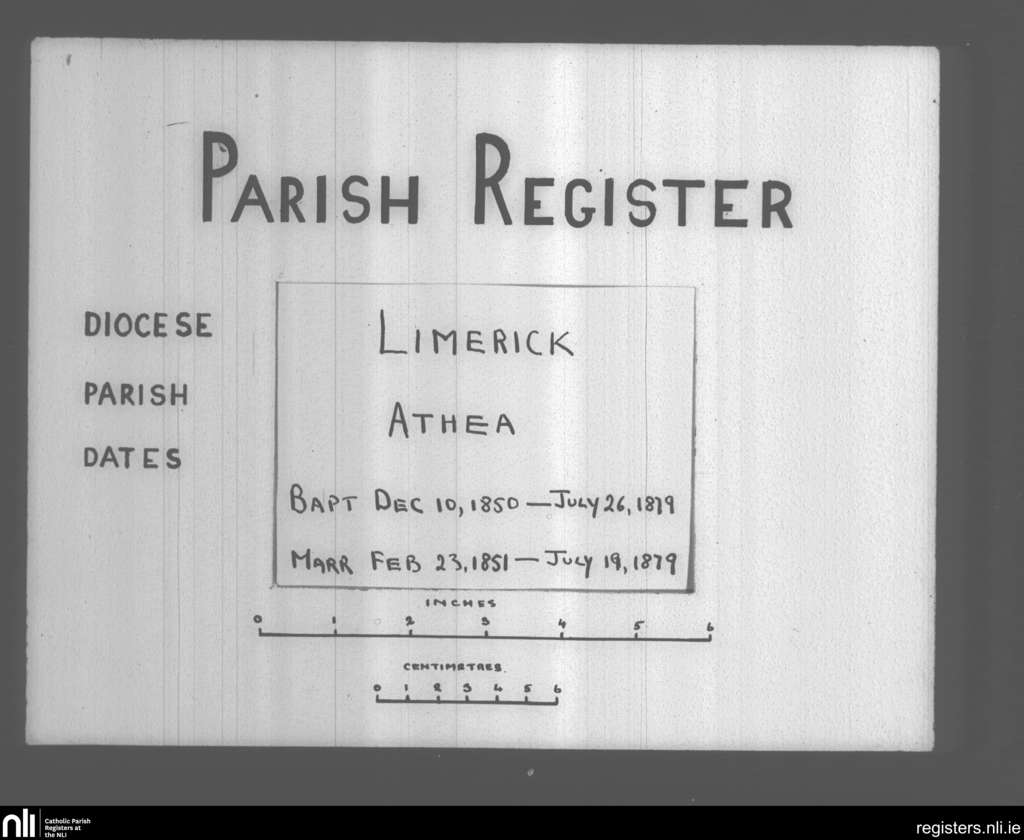 PARISH REGISTER
DIOCESE LIMERICK
PARISH ATHEA
DATES
BAPT DEC 10, 1850 — JULY 26, 1879
MARR FEB 23, 1851 — JULY 19, 1879
INCHES
0 1 2 3 4 5 6
CENTIMETRES.
0 1 2 3 4 5 6
nli Catholic Parish
Registers at
the NLI
registers.nli.ie